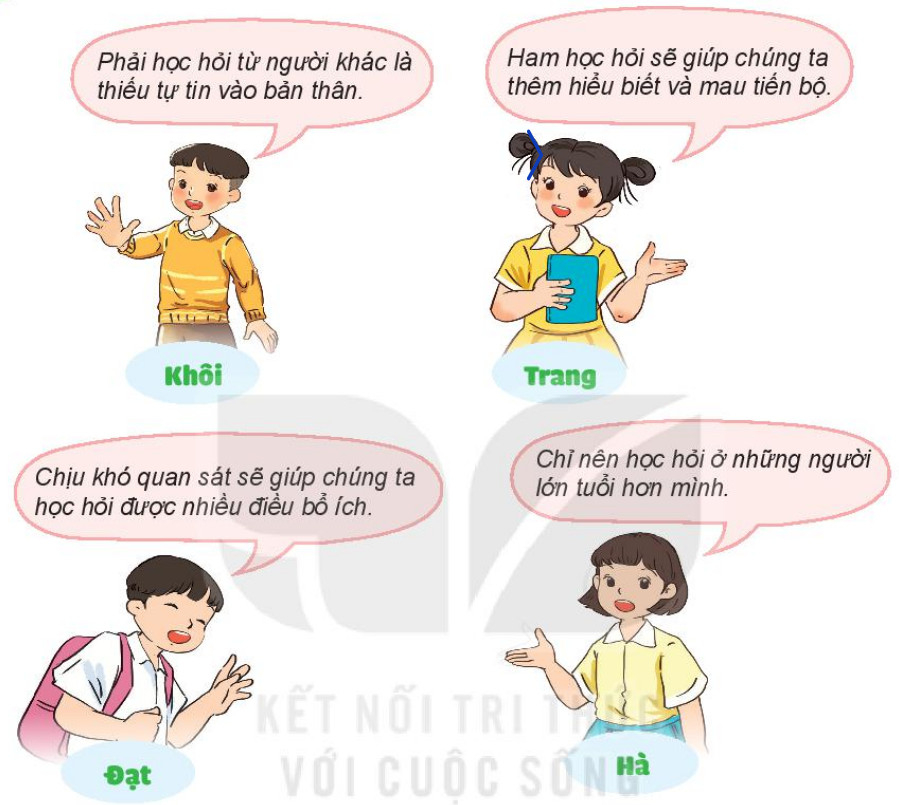 Phải học hỏi từ người khác là
thiếu tự tin vào bản thân.
Khôi
Ham học hỏi sẽ giúp chúng ta
thêm hiểu biết và mau tiến bộ.
Trang
Chịu khó quan sát sẽ giúp chúng ta
học hỏi được nhiều điều bổ ích.
Đạt
Chỉ nên học hỏi ở những người
lớn tuổi hơn mình.
Hà
KẾT NỐI TRI THỨC
VỚI CUỘC SỐNG